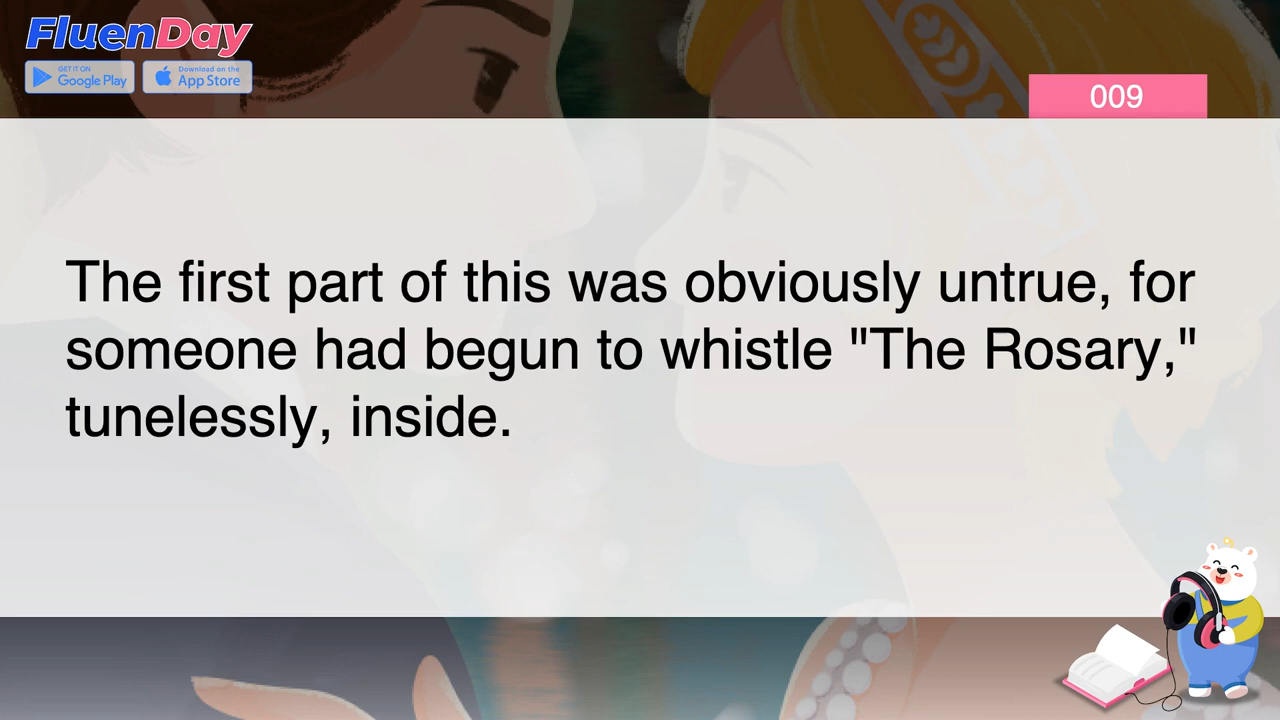 FluenDay
GET IT ON
Google Play
Download on the
App Store
009
The first part of this was obviously untrue, for
someone had begun to whistle "The Rosary,"
tunelessly, inside.